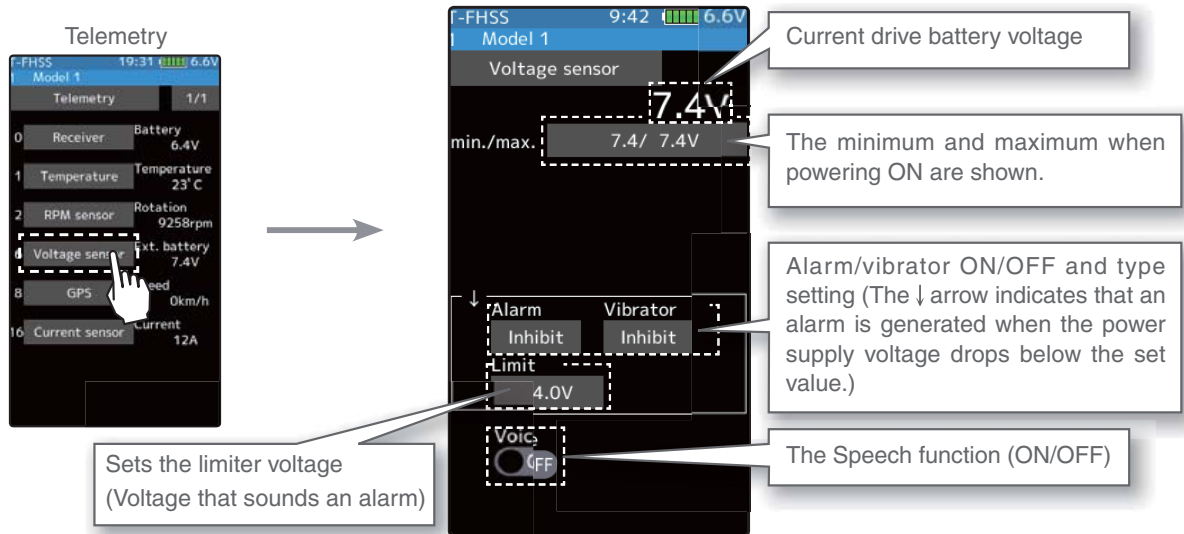 Telemetry
T-FHSS 19:31 6.6V
1 Model 1
Telemetry 1/1
0 Receiver Battery
6.4V
1 Temperature Temperature
23°C
2 RPM sensor Rotation
9258rpm
Voltage sensor Ext. battery
7.4V
8 GPS
0km/h
16 Current sensor Current
12A
T-FHSS 9:42 6.6V
1 Model 1
Voltage sensor
7.4V
min./max. 7.4/ 7.4V
↓
Alarm Vibrator
Inhibit Inhibit
Limit
4.0V
Voice
OFF
Current drive battery voltage
The minimum and maximum when
powering ON are shown.
Alarm/vibrator ON/OFF and type
setting (The ↓ arrow indicates that an
alarm is generated when the power
supply voltage drops below the set
value.)
The Speech function (ON/OFF)
Sets the limiter voltage
(Voltage that sounds an alarm)